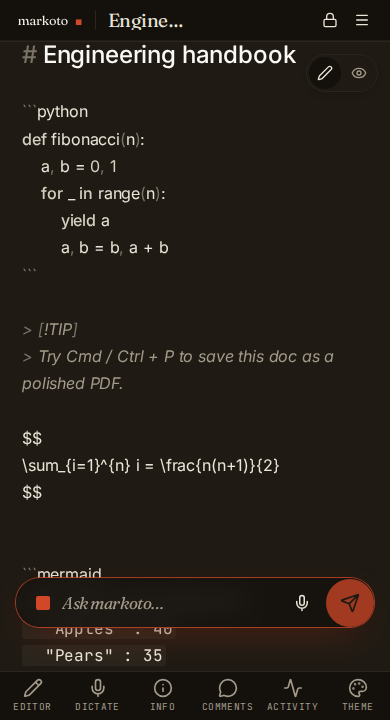 markoto
Engine...
# Engineering handbook
```python
def fibonacci(n):
a, b = 0, 1
for _ in range(n):
yield a
a, b = b, a + b
```
> [!TIP]
> Try Cmd / Ctrl + P to save this doc as a
polished PDF.
$$
\sum_{i=1}^{n} i = \frac{n(n+1)}{2}
$$
```mermaid
Ask markoto...
"Apples" : 40
"Pears" : 35
EDITOR DICTATE INFO COMMENTS ACTIVITY THEME